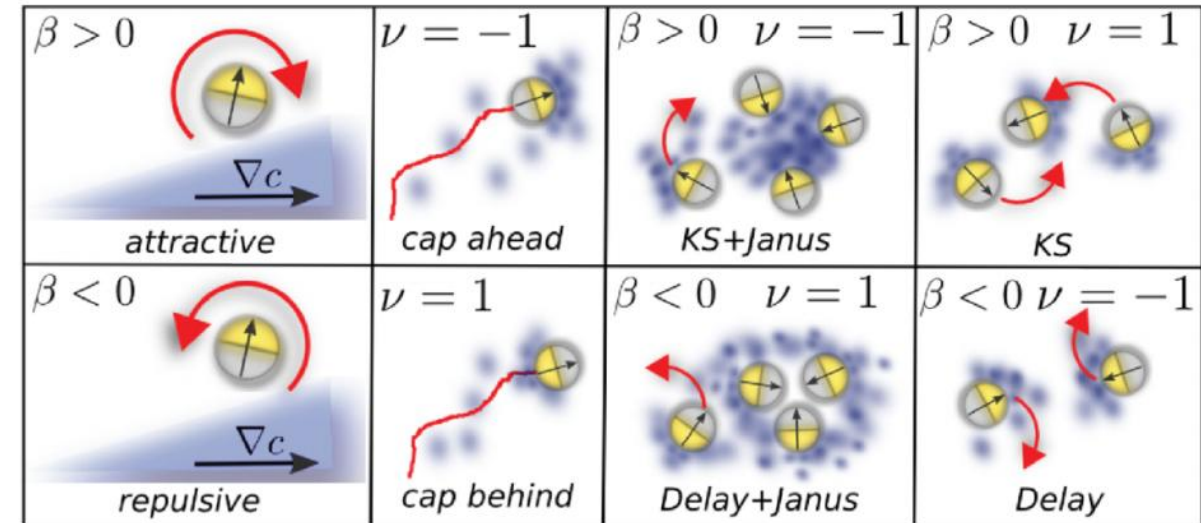 β > 0
∇c
attractive
ν = −1
cap ahead
β > 0 ν = −1
KS+Janus
β > 0 ν = 1
KS
β < 0
∇c
repulsive
ν = 1
cap behind
β < 0 ν = 1
Delay+Janus
β < 0 ν = −1
Delay